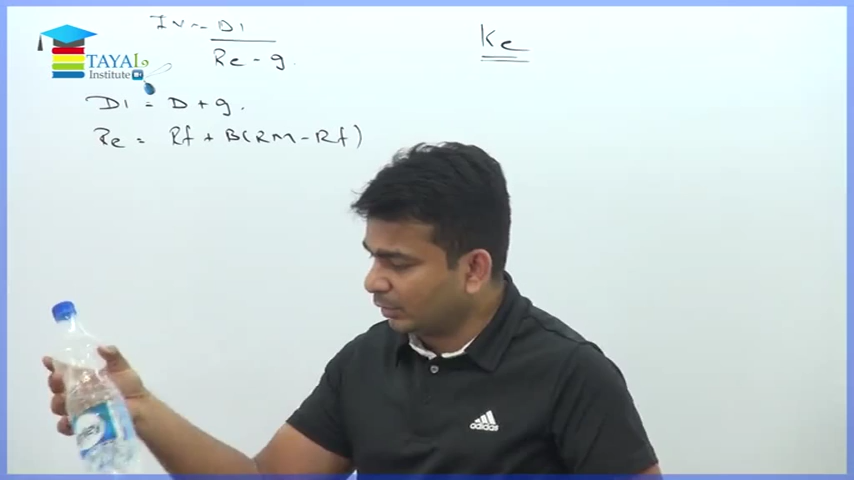 IV = D1
Re - g.
Ke
TAYAL
Institute
D1 = D + g.
Re = Rf + B(RM - Rf)
adidas